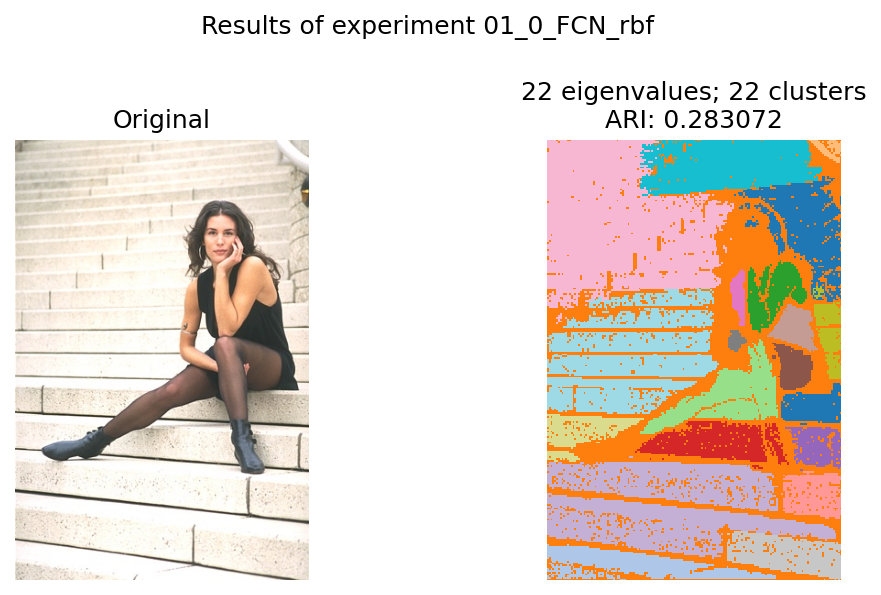 Results of experiment 01_0_FCN_rbf
Original
22 eigenvalues; 22 clusters
ARI: 0.283072